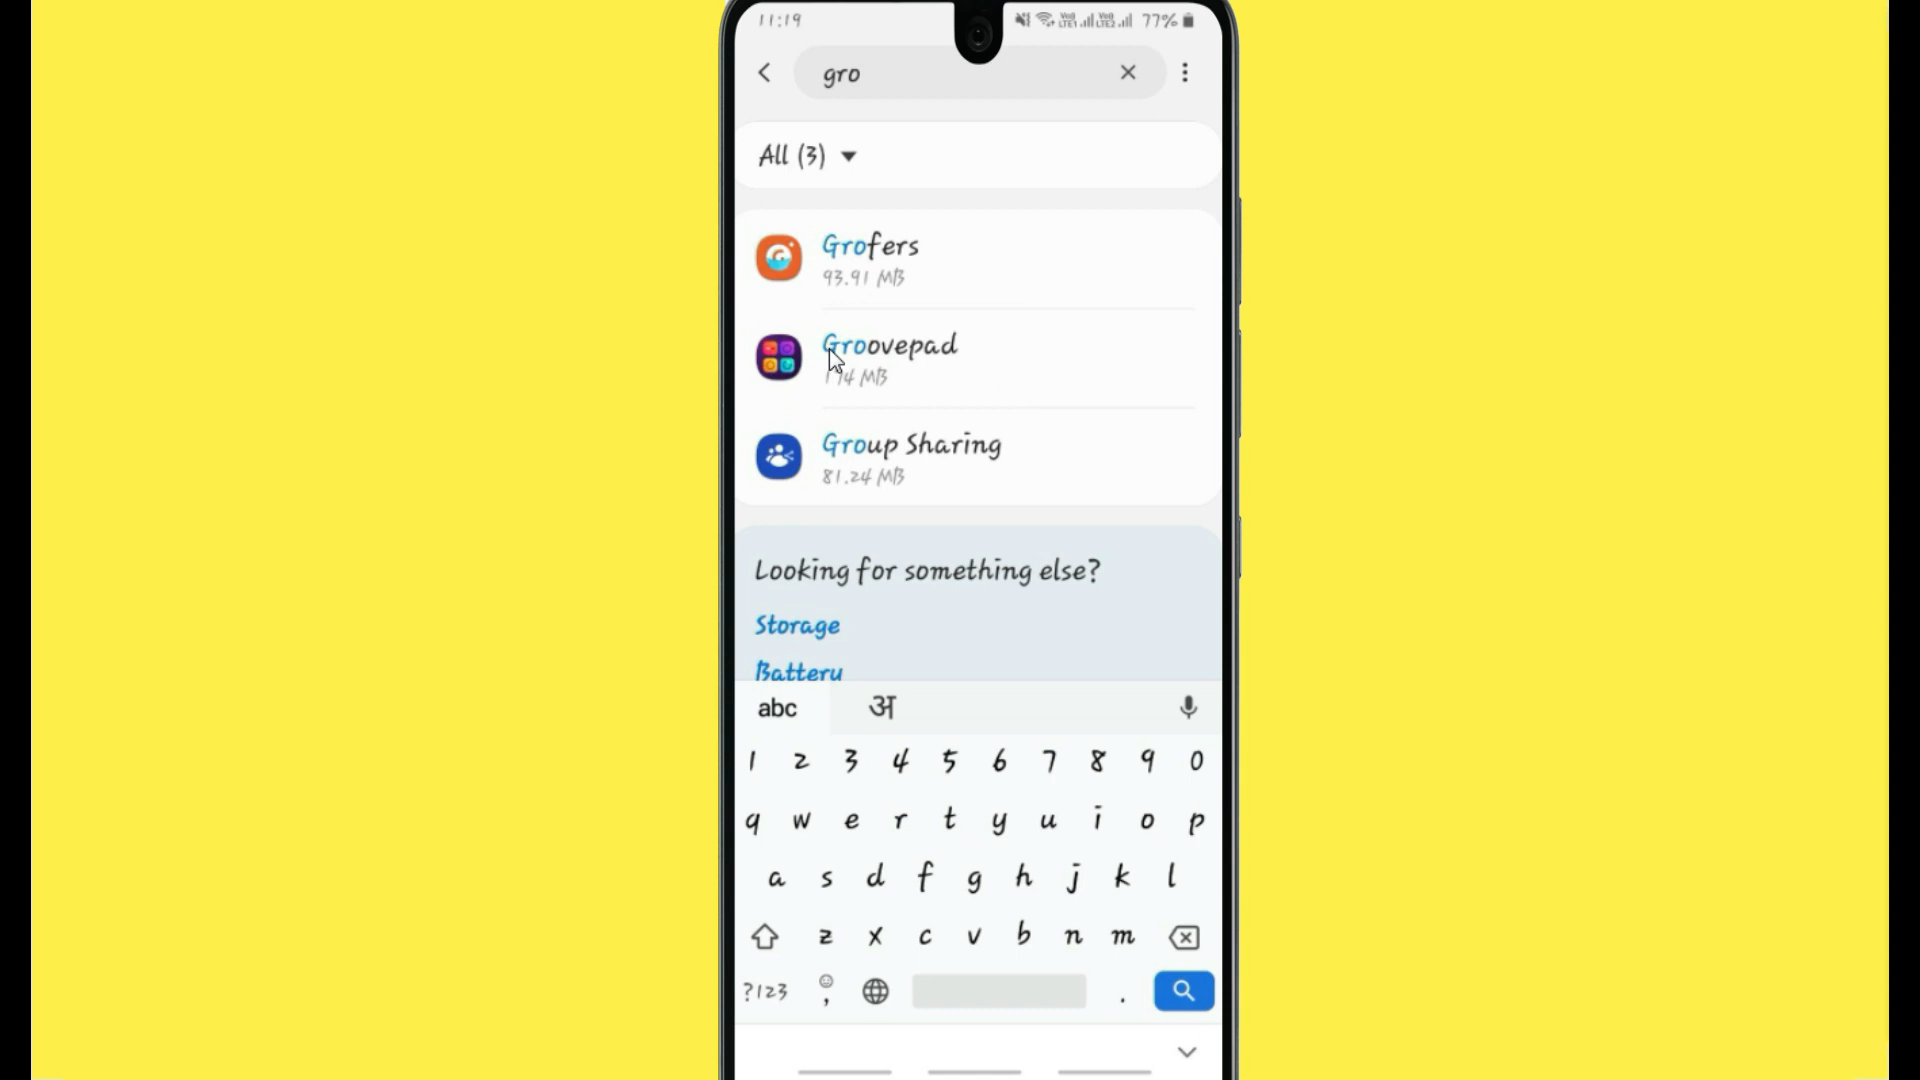 11:19 77%
gro
All (3)
Grofers
93.91 MB
Groovepad
MB
Group Sharing
81.24 MB
Looking for something else?
Storage
Battery
abc अ
1 2 3 4 5 6 7 8 9 0
q w e r t y u i o p
a s d f g h j k l
z x c v b n m
?123 , .